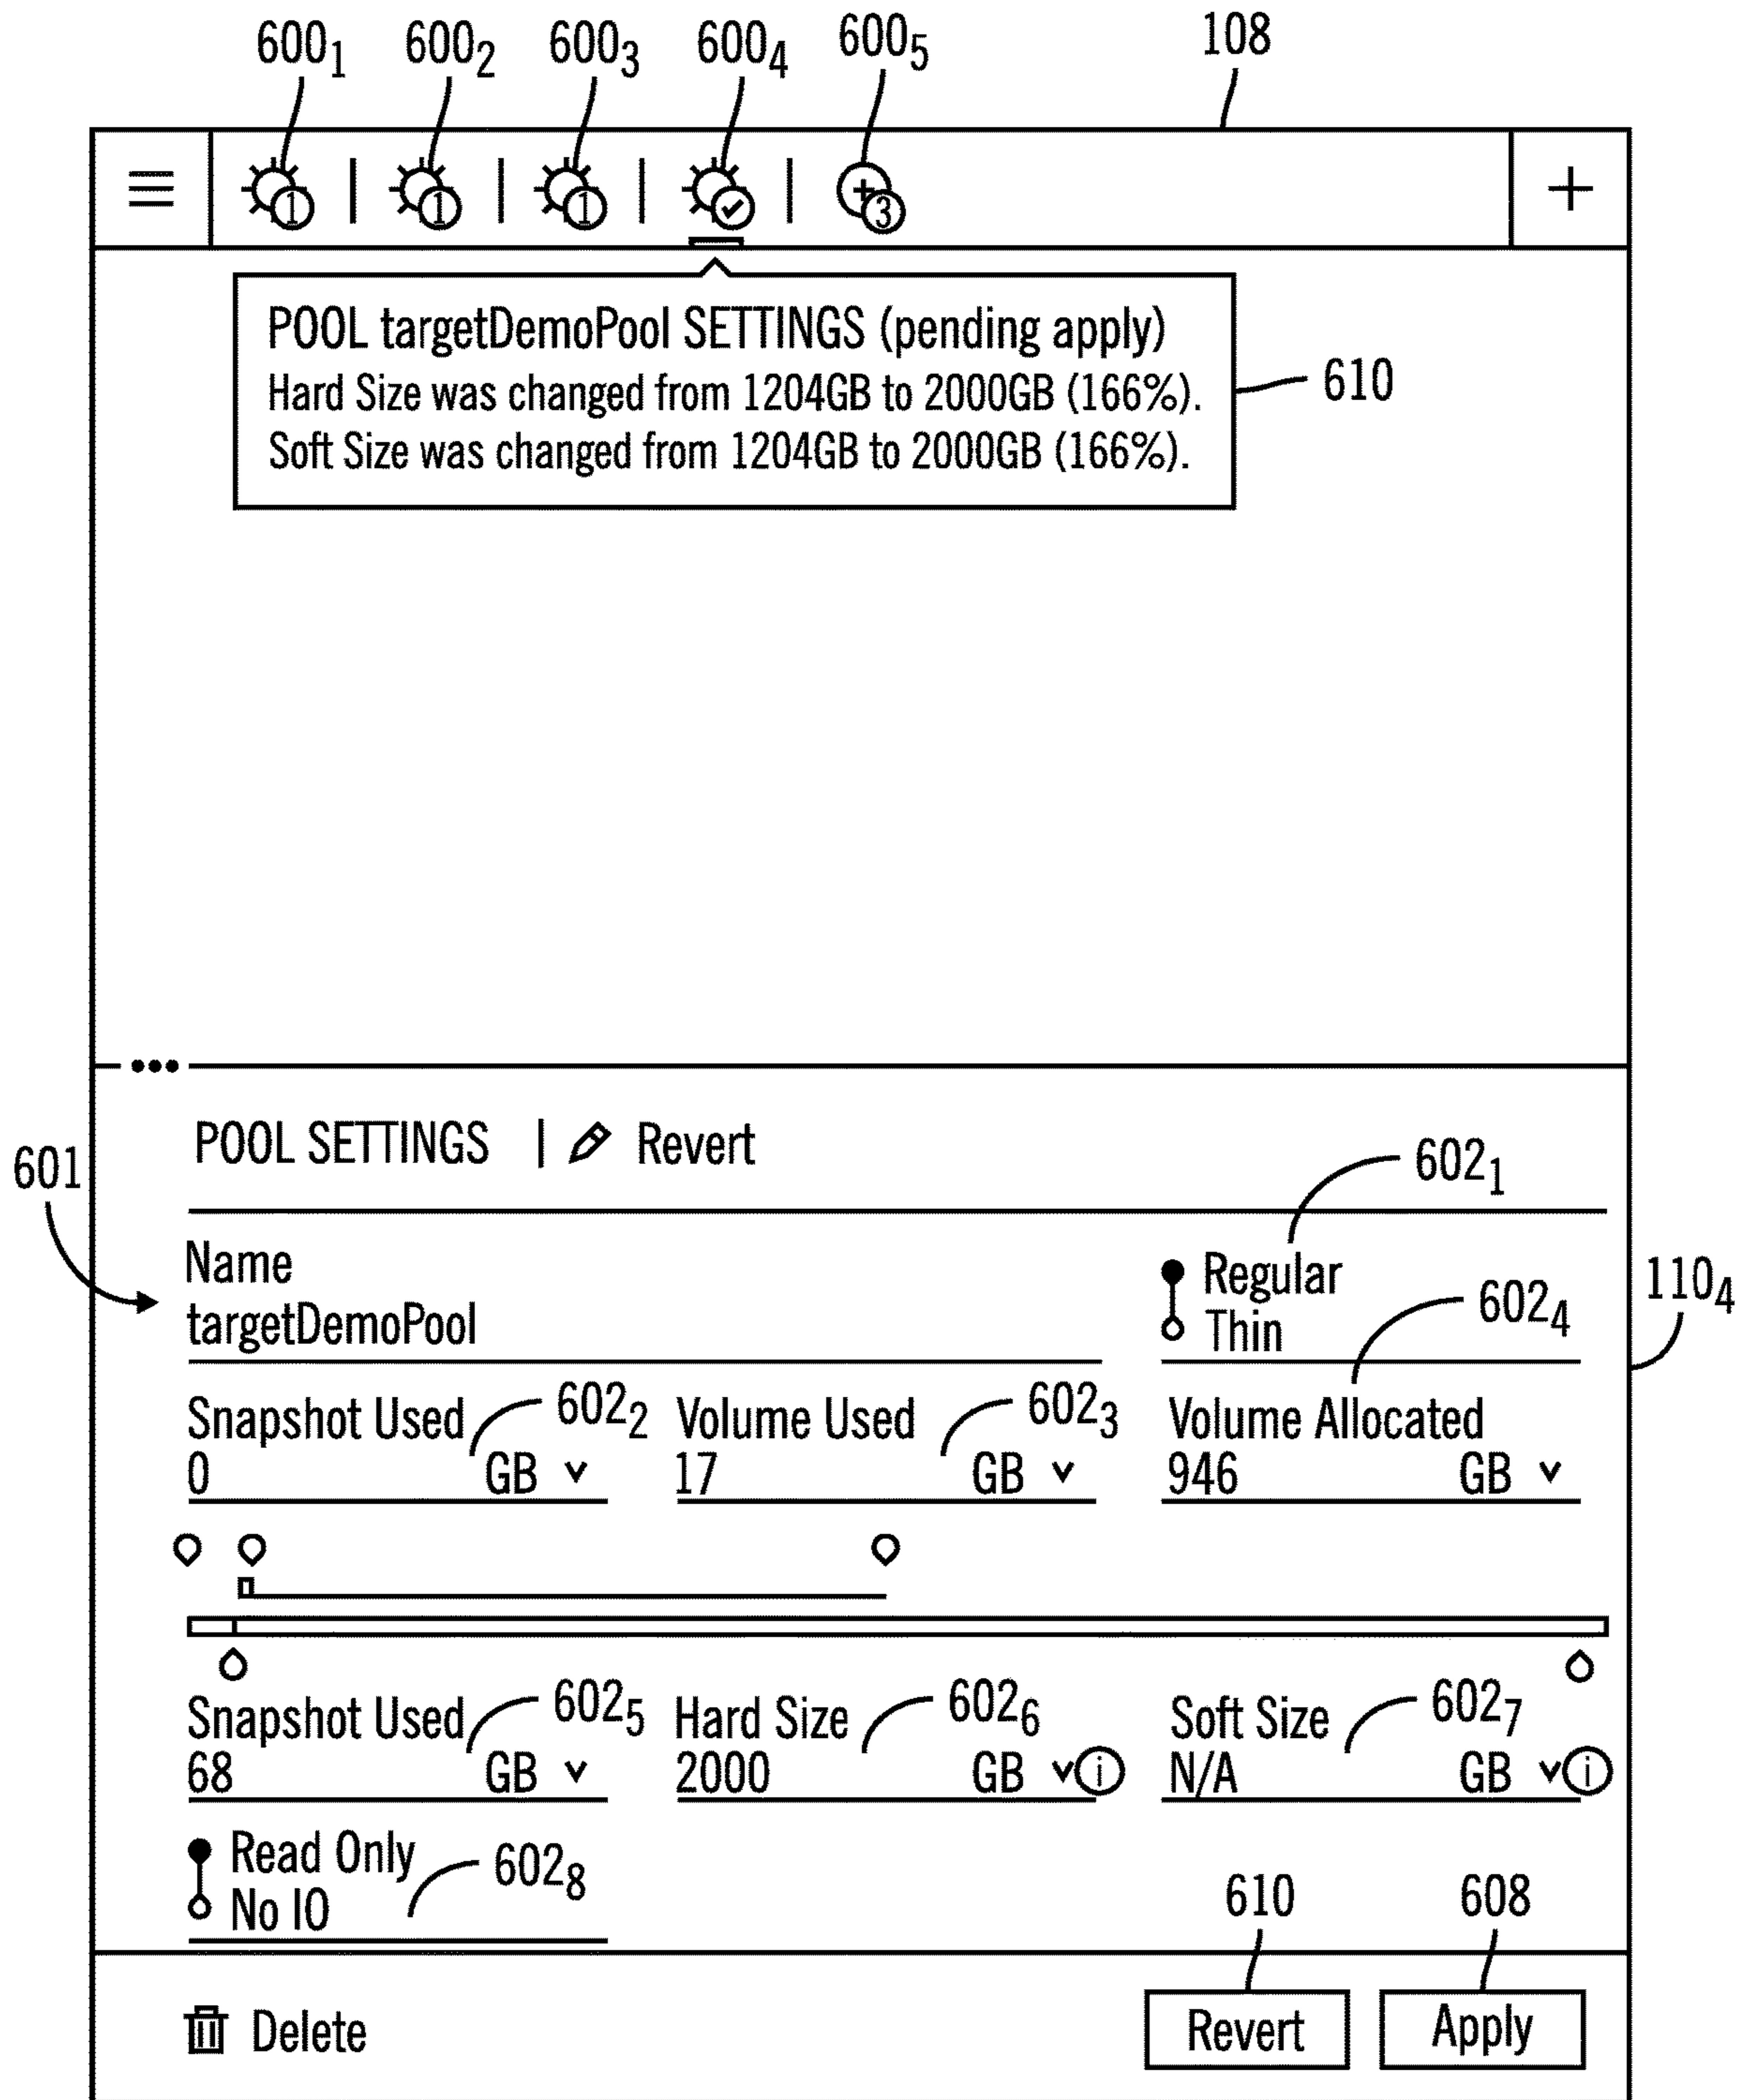 600₁ 600₂ 600₃ 600₄ 600₅ 108
1 1 1 3
POOL targetDemoPool SETTINGS (pending apply)
Hard Size was changed from 1204GB to 2000GB (166%).
610
Soft Size was changed from 1204GB to 2000GB (166%).
POOL SETTINGS | Revert
601
602₁
Name
Regular
110₄
targetDemoPool
Thin
602₄
Snapshot Used 602₂ Volume Used 602₃ Volume Allocated
0 GB 17 GB 946 GB
Snapshot Used 602₅ Hard Size 602₆ Soft Size 602₇
68 GB 2000 GB i N/A GB i
Read Only
602₈
No IO
610 608
Delete Revert Apply